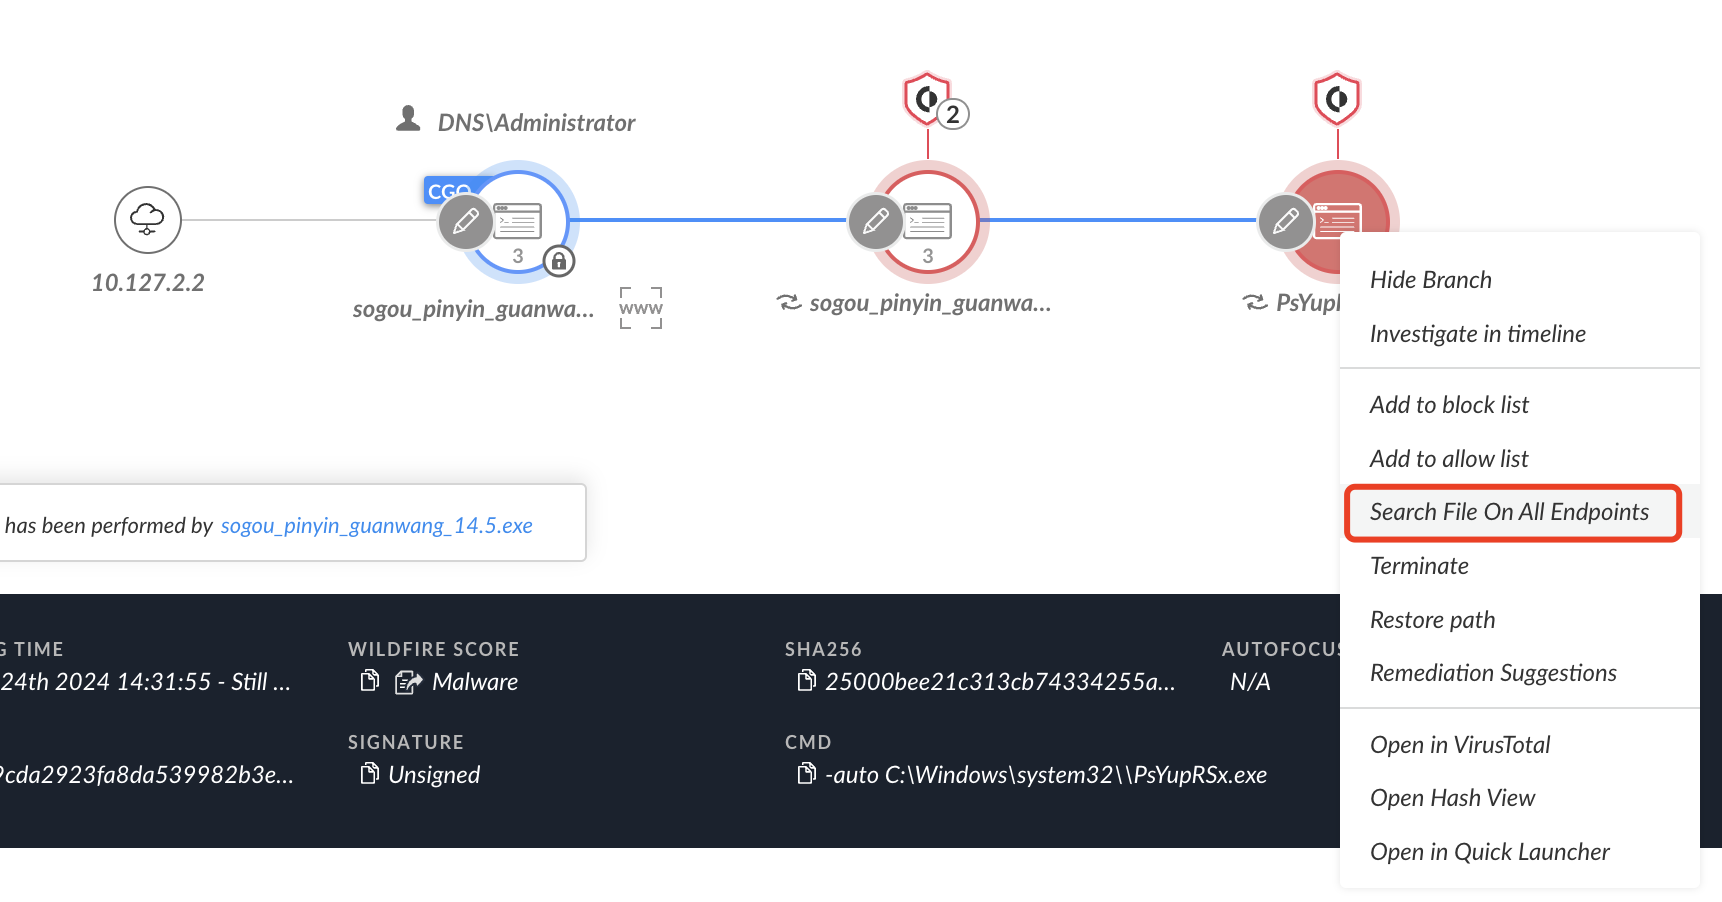 DNS\Administrator
2
CGO
3
3
10.127.2.2
sogou_pinyin_guanwa...
www
sogou_pinyin_guanwa...
Hide Branch
Investigate in timeline
Add to block list
Add to allow list
Search File On All Endpoints
Terminate
Restore path
Remediation Suggestions
Open in VirusTotal
Open Hash View
Open in Quick Launcher
has been performed by sogou_pinyin_guanwang_14.5.exe
TIME
24th 2024 14:31:55 - Still ...
WILDFIRE SCORE
Malware
SHA256
25000bee21c313cb74334255a...
AUTOFOCUS
N/A
cda2923fa8da539982b3e...
SIGNATURE
Unsigned
CMD
-auto C:\Windows\system32\\PsYupRSx.exe